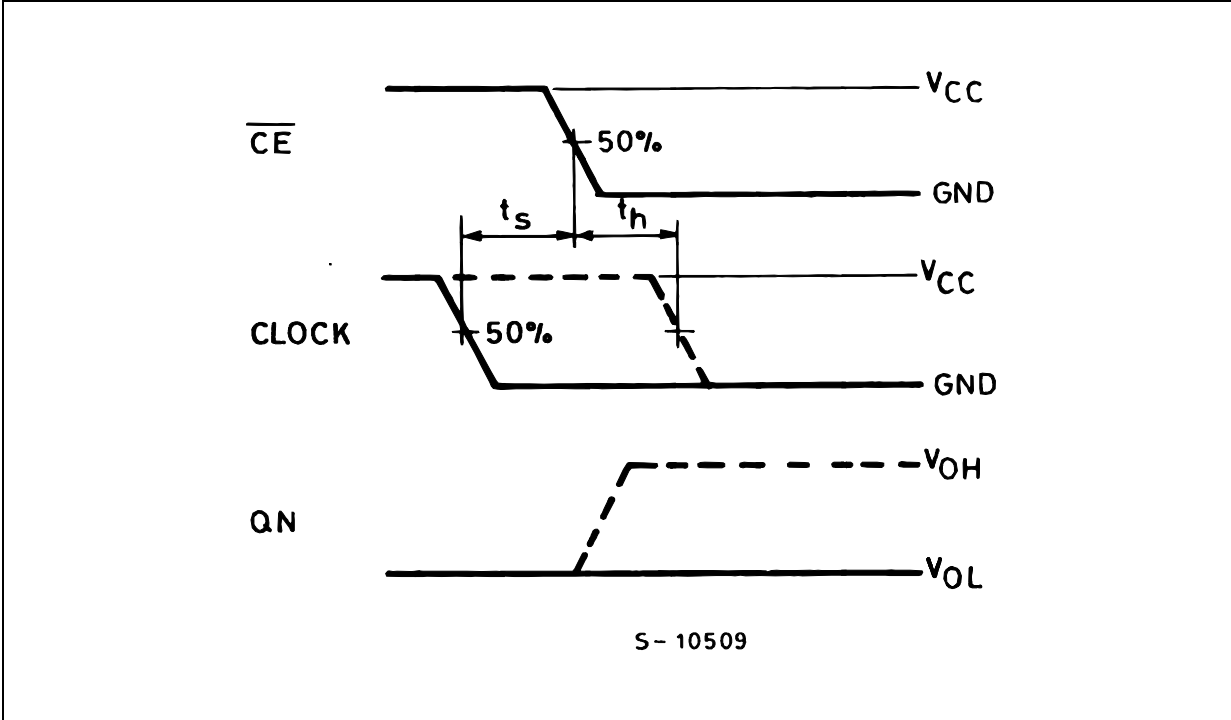 VCC
CE
50%
GND
ts
th
VCC
CLOCK
50%
GND
VOH
QN
VOL
S-10509